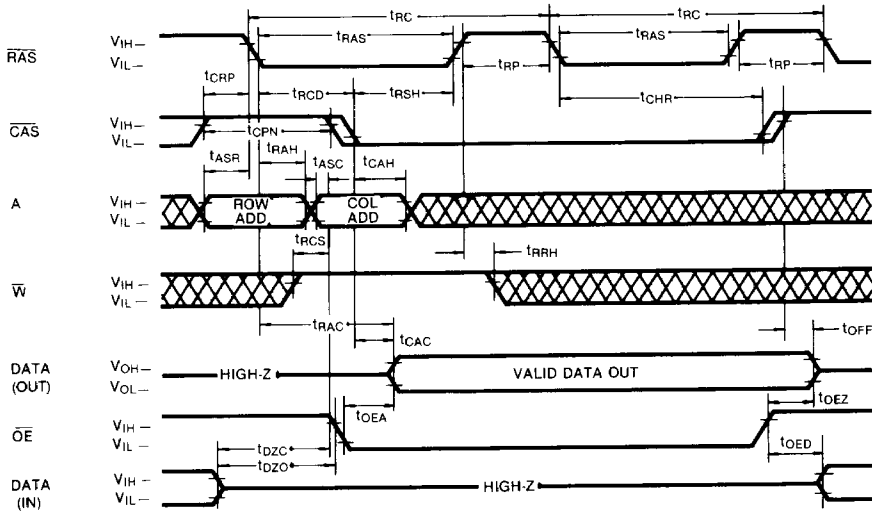 tRC tRC
RAS VIH— VIL— tRAS tRAS
tCRP tRP tRP
tRCD tRSH tCHR
CAS VIH— VIL— tCPN
tASR tRAH tASC tCAH
A VIH— VIL— ROW ADD COL ADD
tRCS tRRH
W VIH— VIL—
tRAC tCAC tOFF
DATA (OUT) VOH— VOL— HIGH-Z VALID DATA OUT
tOEA tOEZ
OE VIH— VIL—
tDZC tOED
tDZO
DATA (IN) VIH— VIL— HIGH-Z